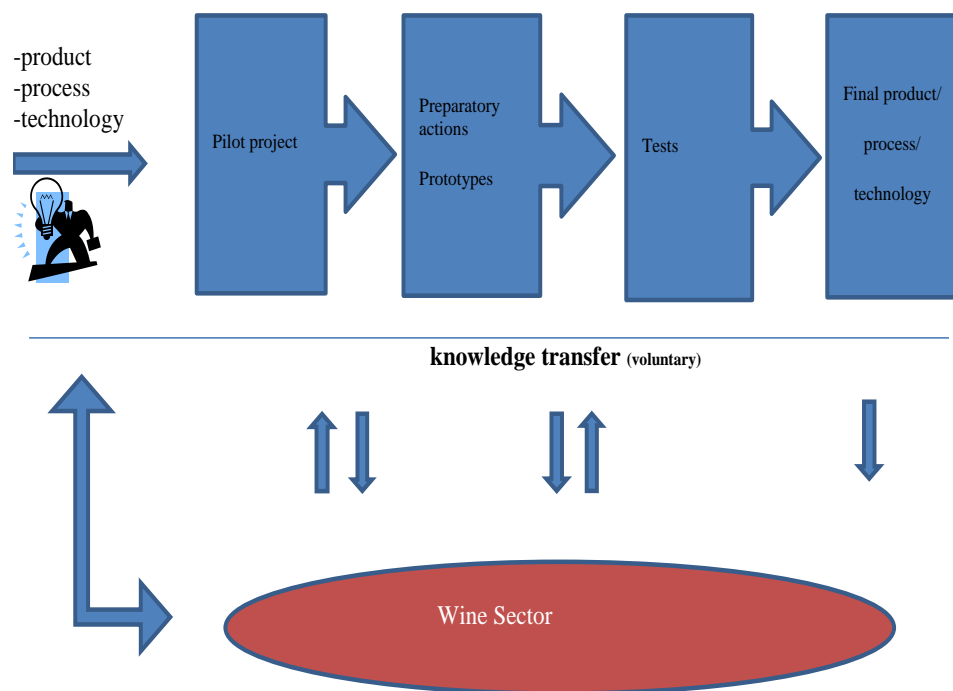 -product
-process
-technology
Pilot project
Preparatory
actions
Prototypes
Tests
Final product/
process/
technology
knowledge transfer (voluntary)
Wine Sector